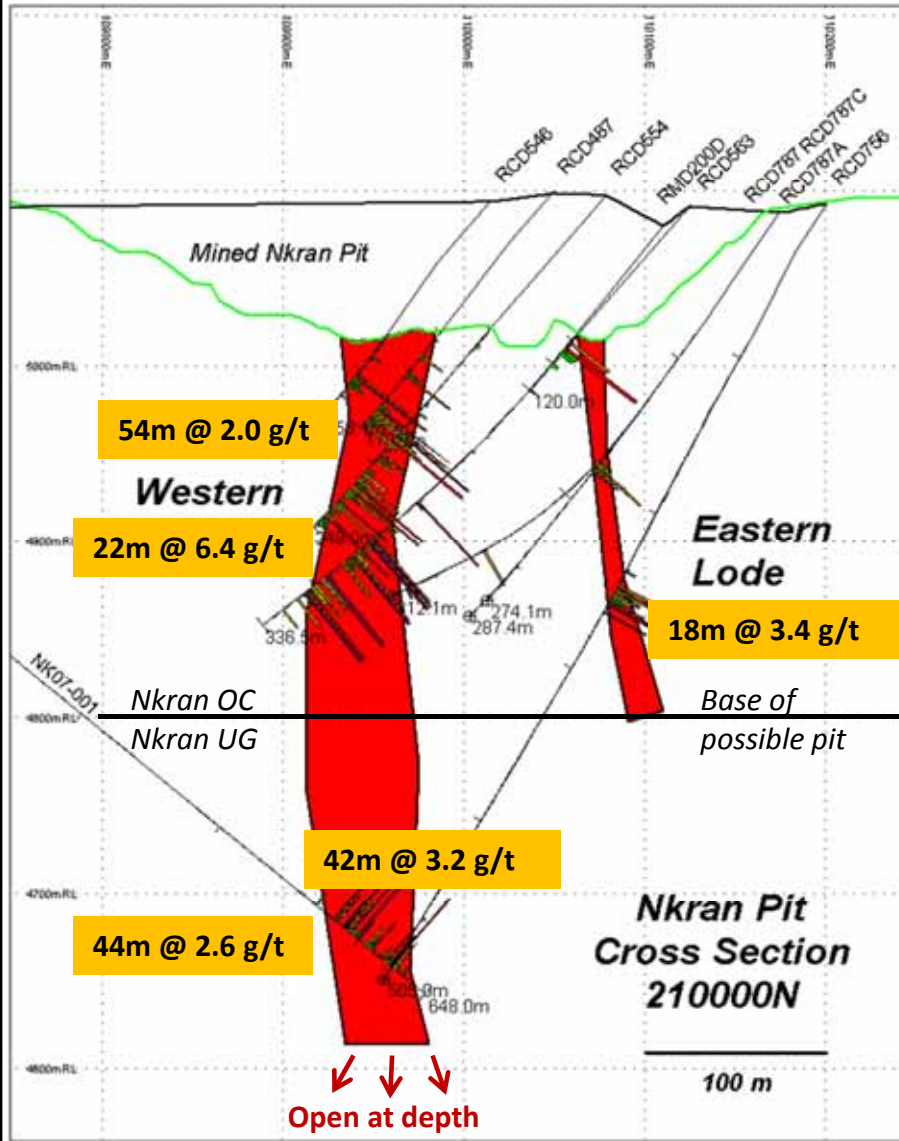 RCD546
RCD487
RCD554
RMD200D
RCD563
RCD787 RCD787C
RCD787A
RCD756
Mined Nkran Pit
5000mRL
120.0m
54m @ 2.0 g/t
Western
22m @ 6.4 g/t
Eastern
Lode
18m @ 3.4 g/t
274.1m
287.4m
336.5m
NK07-001
Nkran OC
Base of
4800mRL
Nkran UG
possible pit
42m @ 3.2 g/t
4700mRL
44m @ 2.6 g/t
Nkran Pit
Cross Section
210000N
648.0m
4600mRL
100 m
Open at depth